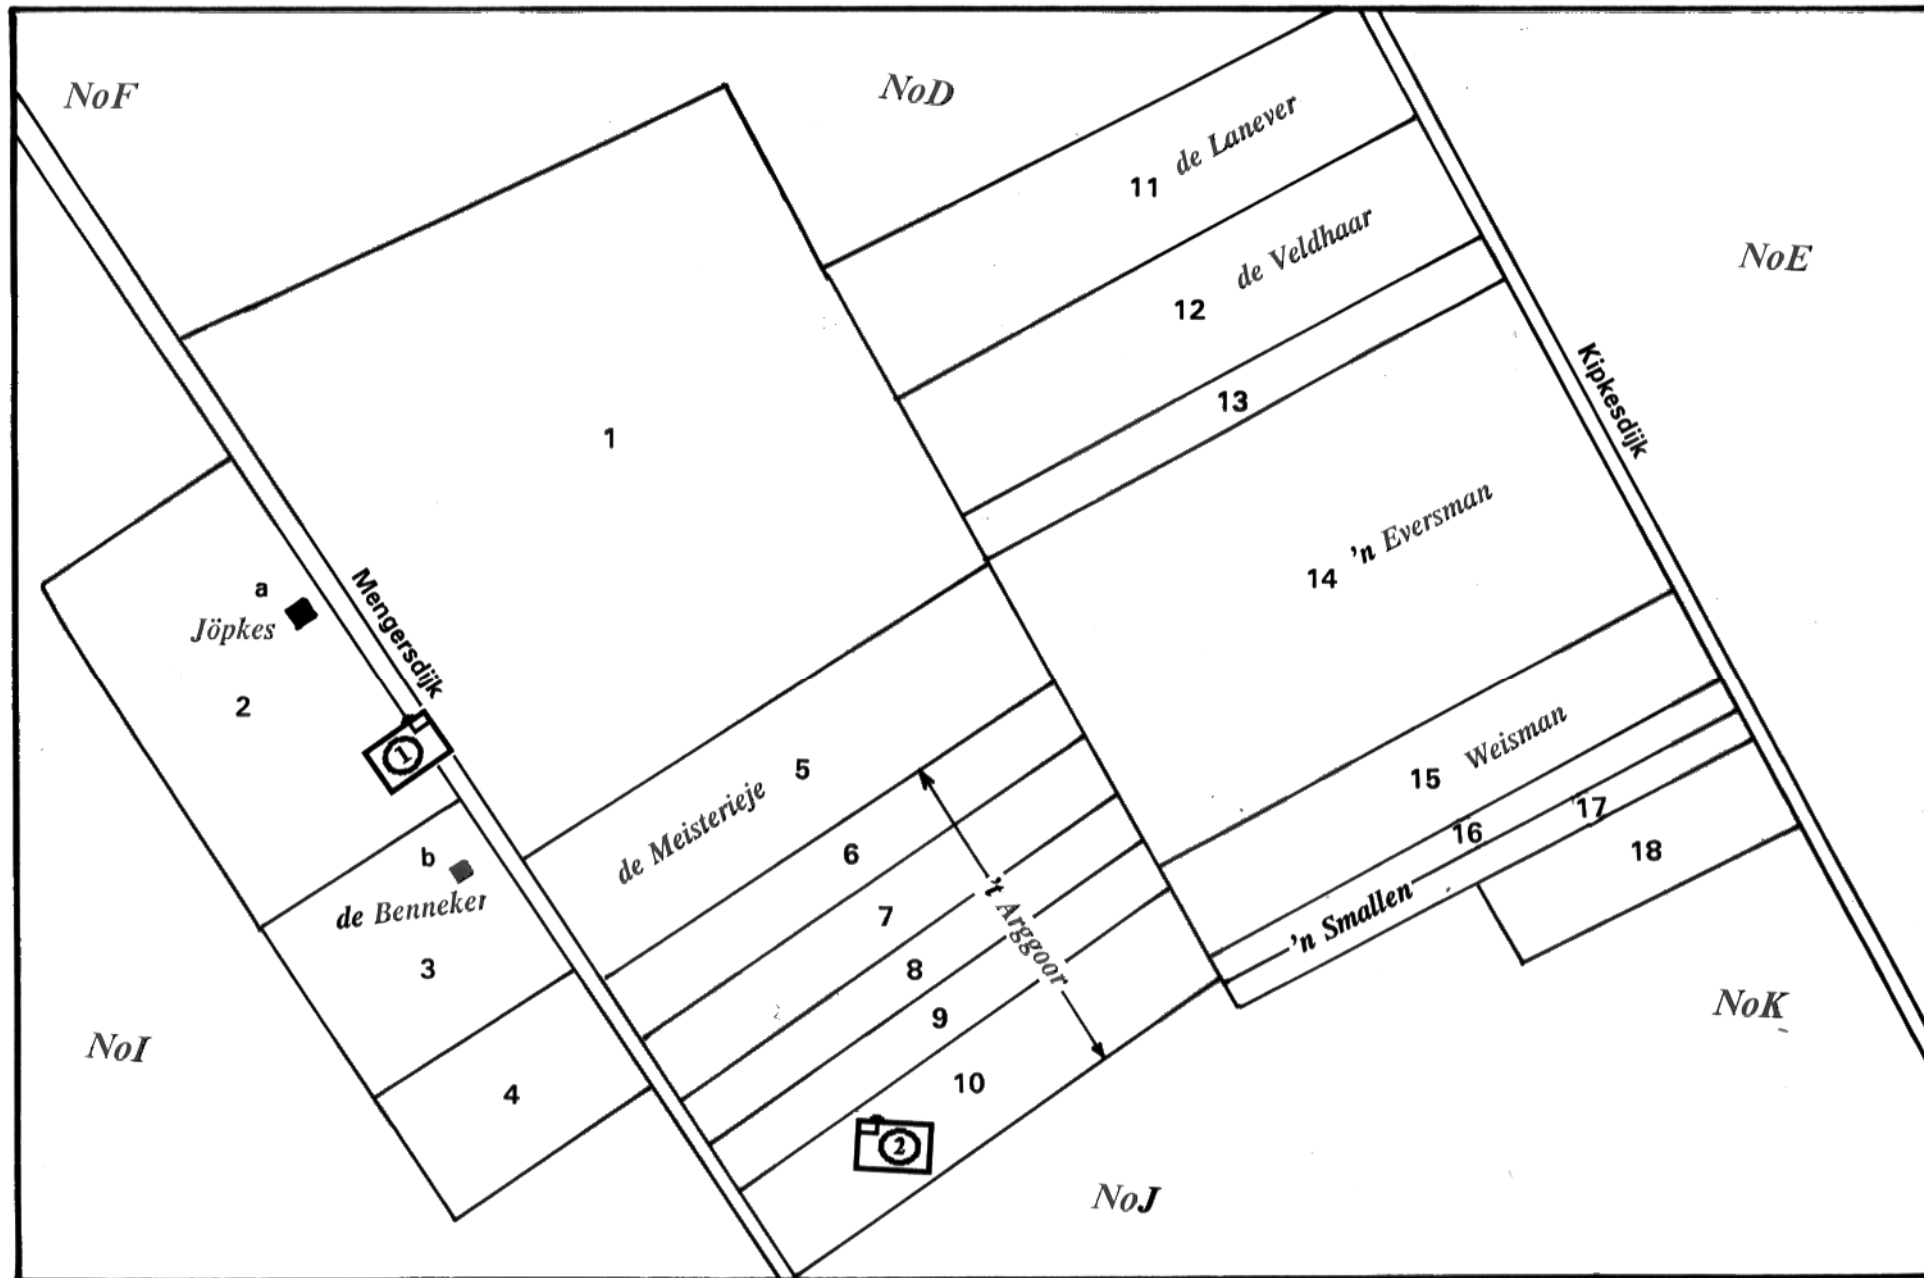 NoF
NoD
NoE
11 de Lanever
12 de Veldhaar
13
Kipkesdijk
1
14 'n Eversman
a
Jöpkes
2
Mengersdijk
1
5
de Meisterieje
15 Weisman
16
17
18
'n Smallen
b
de Benneker
3
6
7
8
9
10
't Arggoor
4
2
NoI
NoK
NoJ